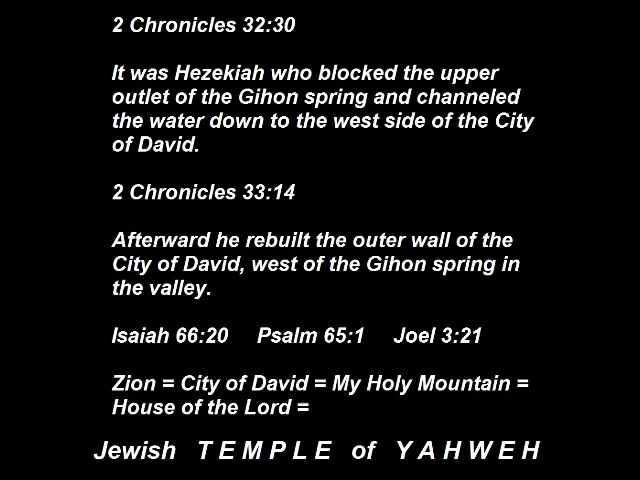 2 Chronicles 32:30
It was Hezekiah who blocked the upper
outlet of the Gihon spring and channeled
the water down to the west side of the City
of David.
2 Chronicles 33:14
Afterward he rebuilt the outer wall of the
City of David, west of the Gihon spring in
the valley.
Isaiah 66:20 Psalm 65:1 Joel 3:21
Zion = City of David = My Holy Mountain =
House of the Lord =
Jewish T E M P L E of Y A H W E H